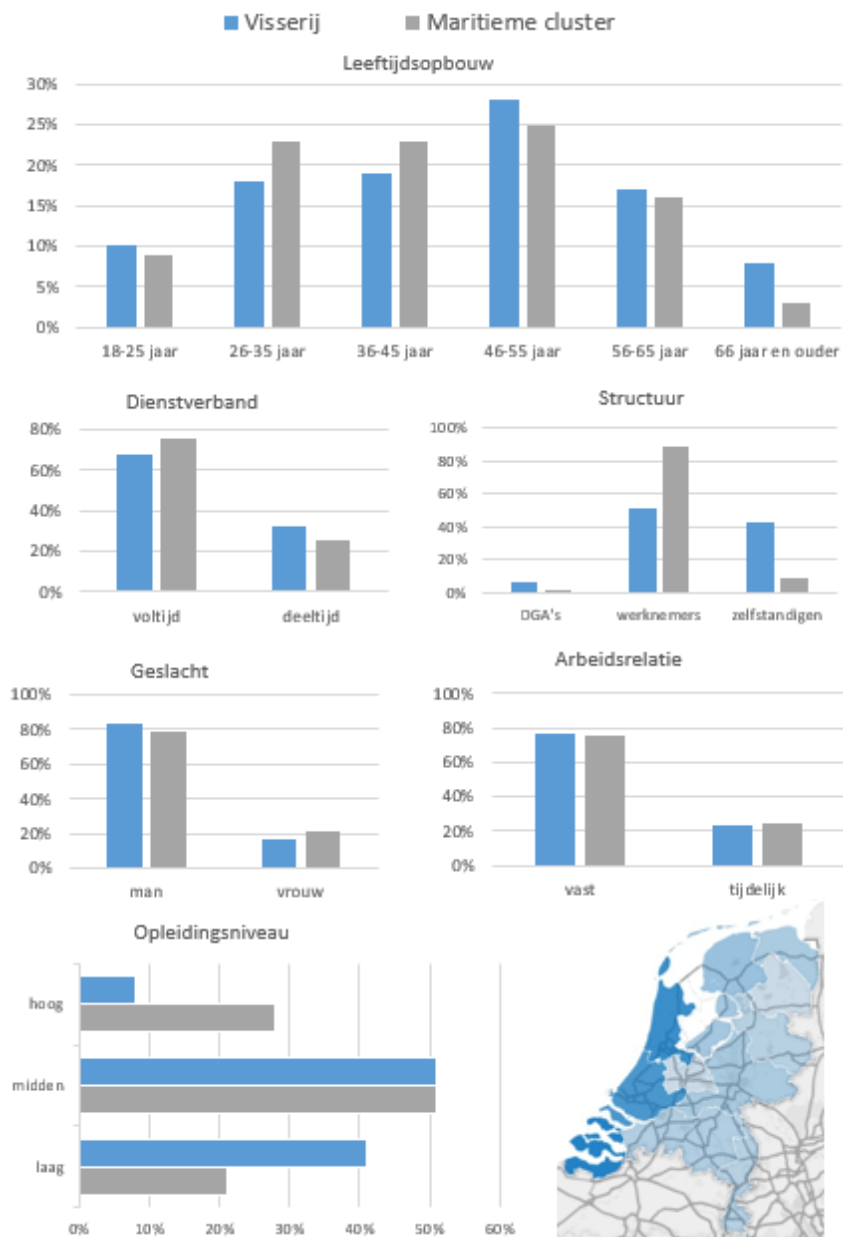 Visserij Maritieme cluster
Leeftijdsopbouw
30%
25%
20%
15%
10%
5%
0%
18-25 jaar 26-35 jaar 36-45 jaar 46-55 jaar 56-65 jaar 66 jaar en ouder
Dienstverband
80%
60%
40%
20%
0%
voltijd deeltijd
Structuur
100%
80%
60%
40%
20%
0%
DGA's werknemers zelfstandigen
Geslacht
100%
80%
60%
40%
20%
0%
man vrouw
Arbeidsrelatie
100%
80%
60%
40%
20%
0%
vast tijdelijk
Opleidingsniveau
hoog
midden
laag
0% 10% 20% 30% 40% 50% 60%